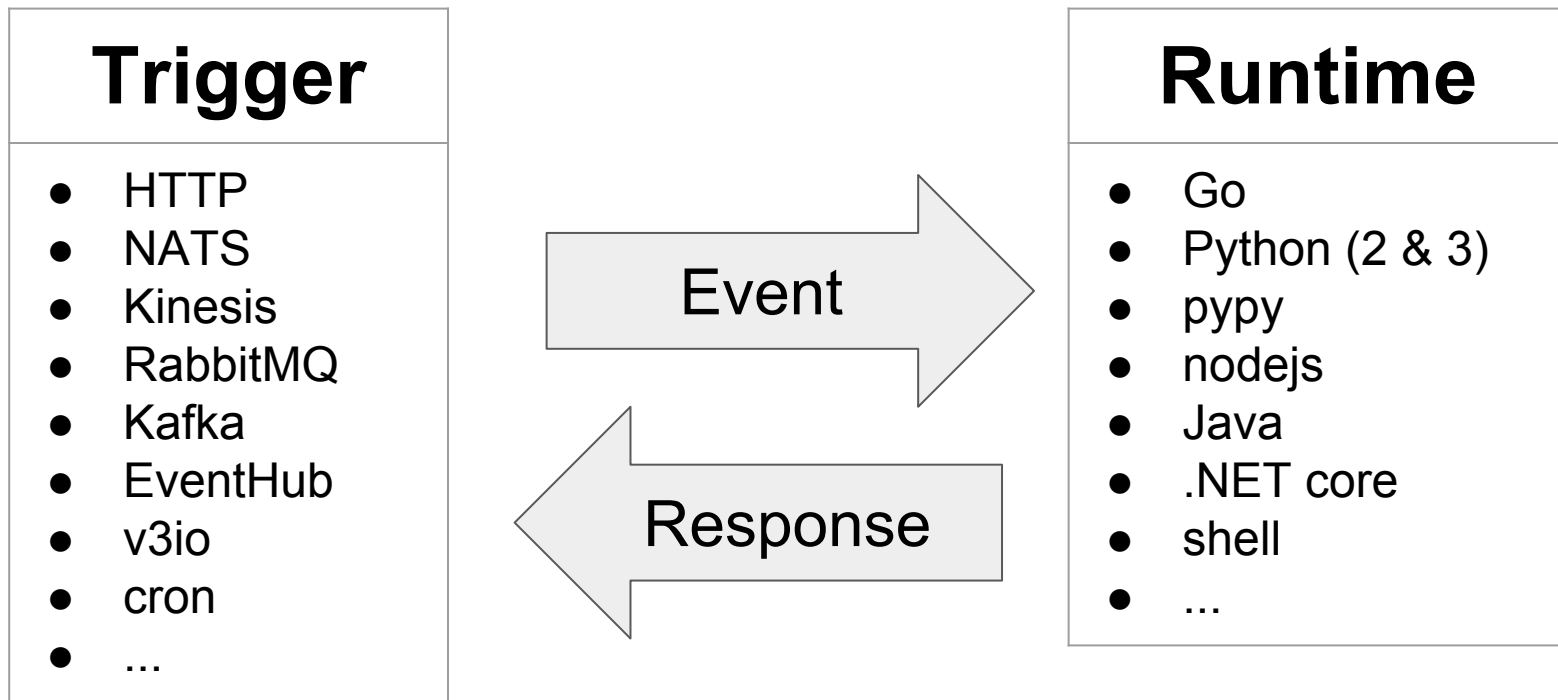 Trigger
● HTTP
● NATS
● Kinesis
● RabbitMQ
● Kafka
● EventHub
● v3io
● cron
● ...
Event
Response
Runtime
● Go
● Python (2 & 3)
● pypy
● nodejs
● Java
● .NET core
● shell
● ...